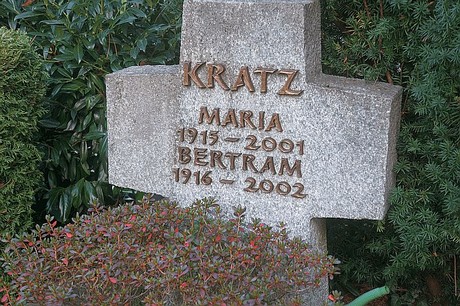 KRATZ
MARIA
1915 – 2001
BERTRAM
1916 – 2002